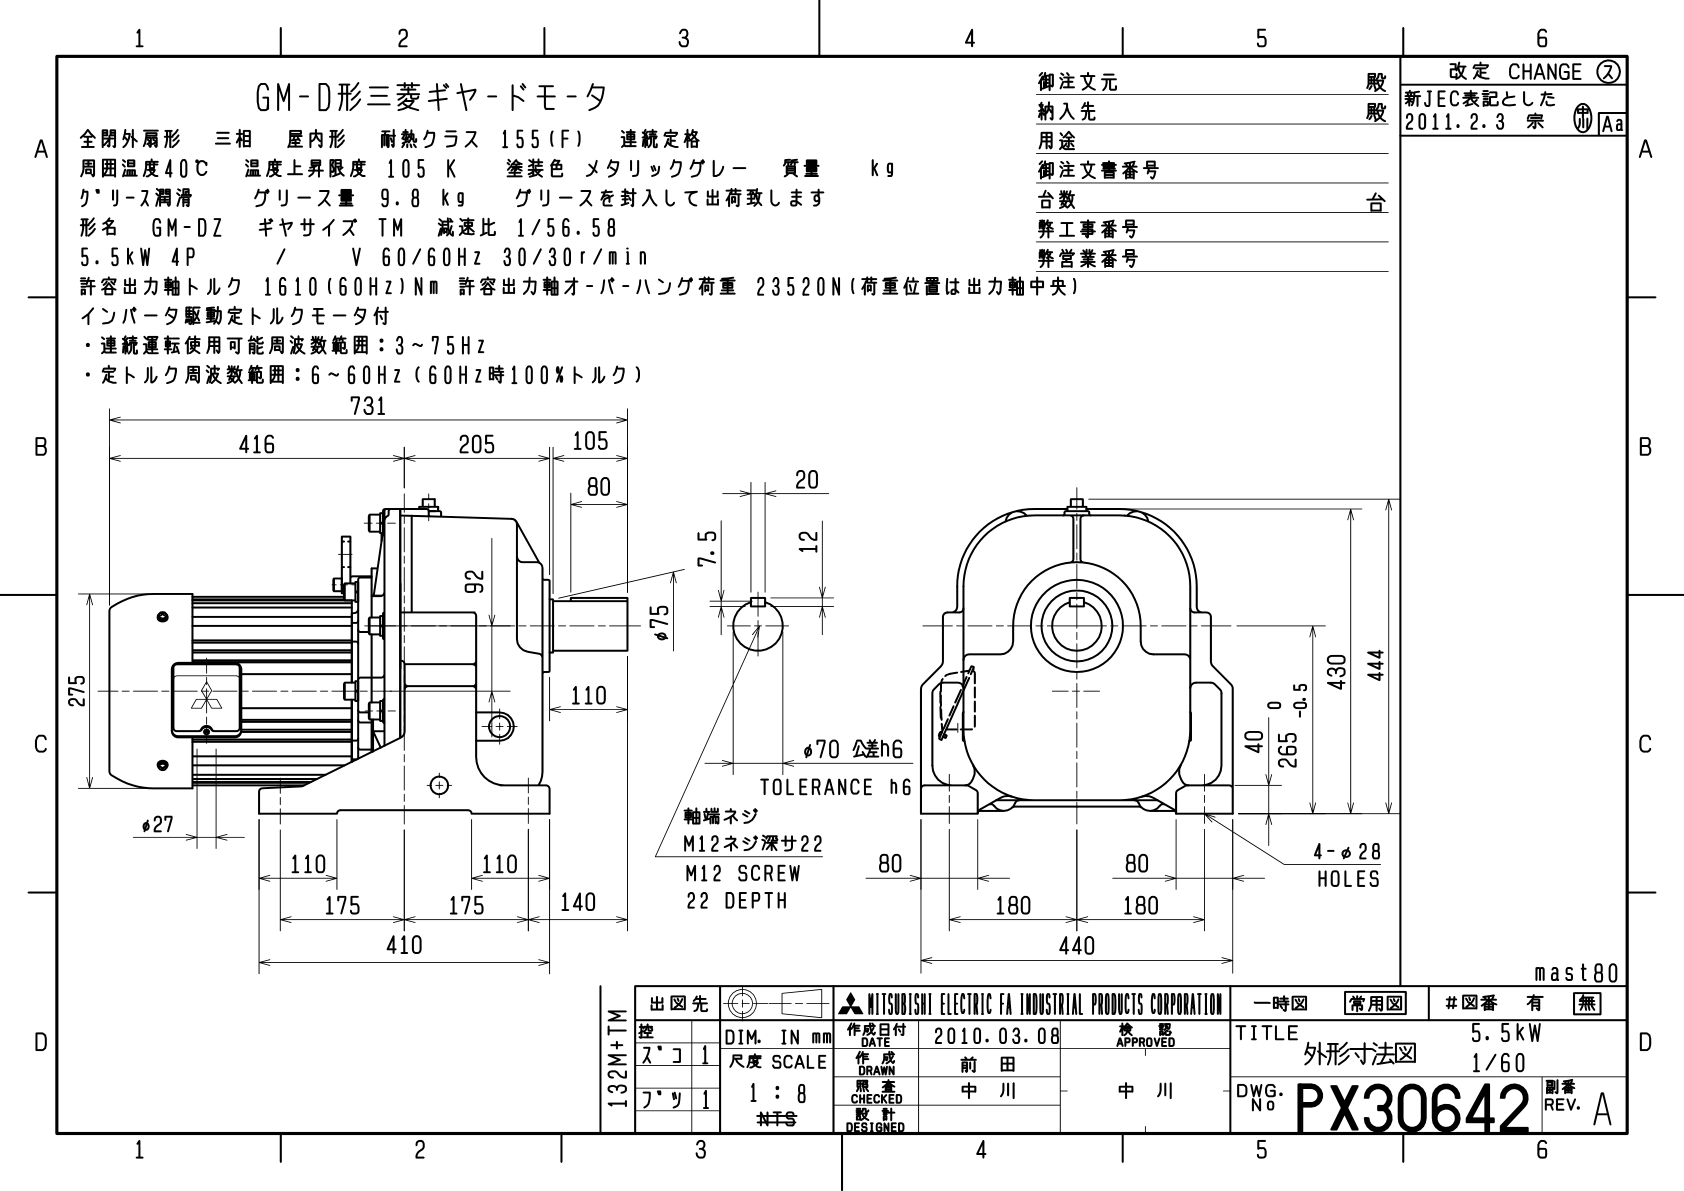 1 2 3 4 5 6
A B C D
GM-D形三菱ギヤ-ドモ-タ
全閉外扇形 三相 屋内形 耐熱クラス 155(F) 連続定格
周囲温度40℃ 温度上昇限度 105 K 塗装色 メタリックグレー 質量 kg
グリース潤滑 グリース量 9.8 kg グリースを封入して出荷致します
形名 GM-DZ ギヤサイズ TM 減速比 1/56.58
5.5kW 4P / V 60/60Hz 30/30r/min
許容出力軸トルク 1610(60Hz)Nm 許容出力軸オ-バ-ハング荷重 23520N(荷重位置は出力軸中央)
インバータ駆動定トルクモータ付
・連続運転使用可能周波数範囲：3～75Hz
・定トルク周波数範囲：6～60Hz(60Hz時100%トルク)
御注文元 殿
納入先 殿
用途
御注文書番号
台数 台
弊工事番号
弊営業番号
改定 CHANGE ス
新JEC表記とした
2011.2.3 宗 Aa
731
416 205 105
80
92
φ75
275
110
φ27
110 110
175 175 140
410
20
7.5
12
φ70 公差h6
TOLERANCE h6
軸端ネジ
M12ネジ深サ22
M12 SCREW
22 DEPTH
430
444
40
265 0 -0.5
80 80
180 180
440
4-φ28
HOLES
mast80
132M+TM
出図先
控
ズコ 1
ブツ 1
DIM. IN mm
尺度 SCALE
1 : 8
NTS
MITSUBISHI ELECTRIC FA INDUSTRIAL PRODUCTS CORPORATION
作成日付 DATE 2010.03.08
検認 APPROVED
作成 DRAWN 前田
照査 CHECKED 中川
中川
設計 DESIGNED
一時図 常用図 #図番 有 無
TITLE
外形寸法図
5.5kW
1/60
DWG. No PX30642
副番 REV. A
1 2 3 4 5 6
A B C D